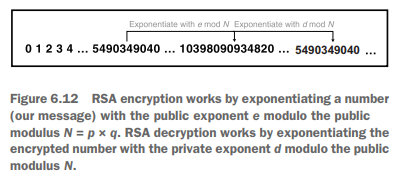 Exponentiate with e mod N Exponentiate with d mod N
0 1 2 3 4 ... 5490349040 ... 10398090934820 ... 5490349040 ...
Figure 6.12 RSA encryption works by exponentiating a number
(our message) with the public exponent e modulo the public
modulus N = p × q. RSA decryption works by exponentiating the
encrypted number with the private exponent d modulo the public
modulus N.